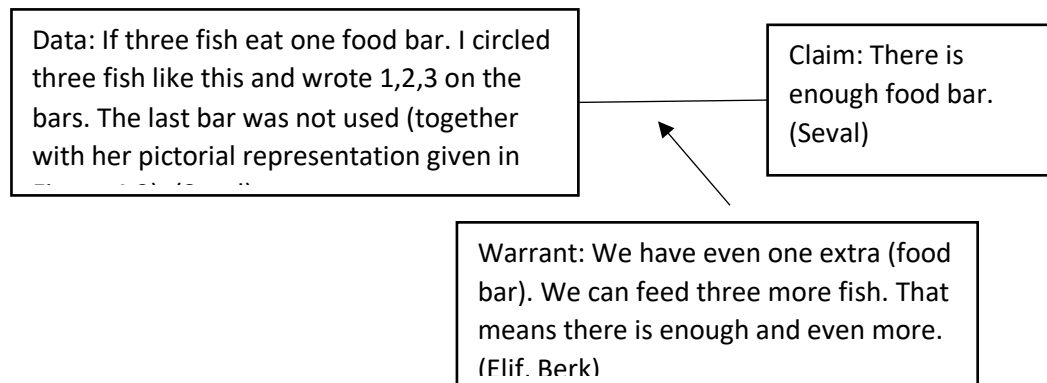 Data: If three fish eat one food bar. I circled
three fish like this and wrote 1,2,3 on the
bars. The last bar was not used (together
with her pictorial representation given in
Claim: There is
enough food bar.
(Seval)
Warrant: We have even one extra (food
bar). We can feed three more fish. That
means there is enough and even more.
(Elif, Berk)